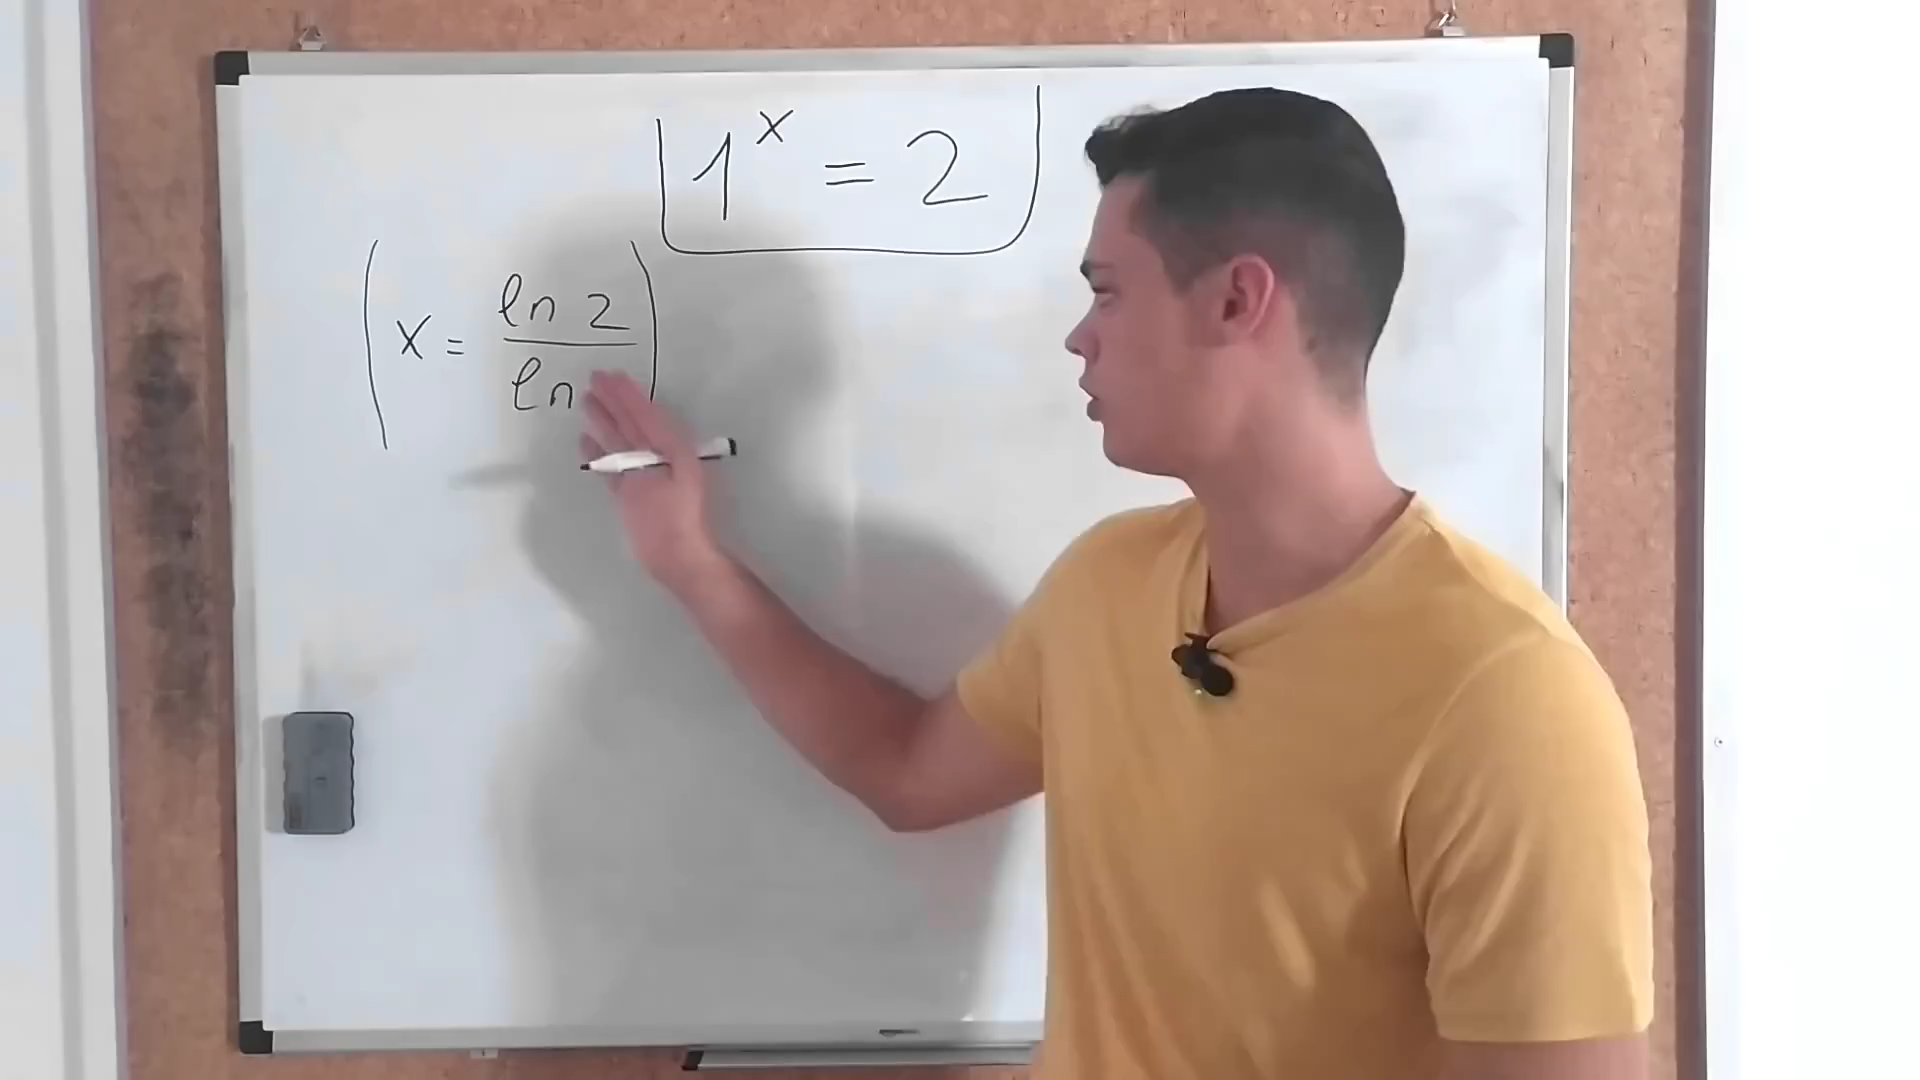 1^x = 2
(x = ln 2 / ln)